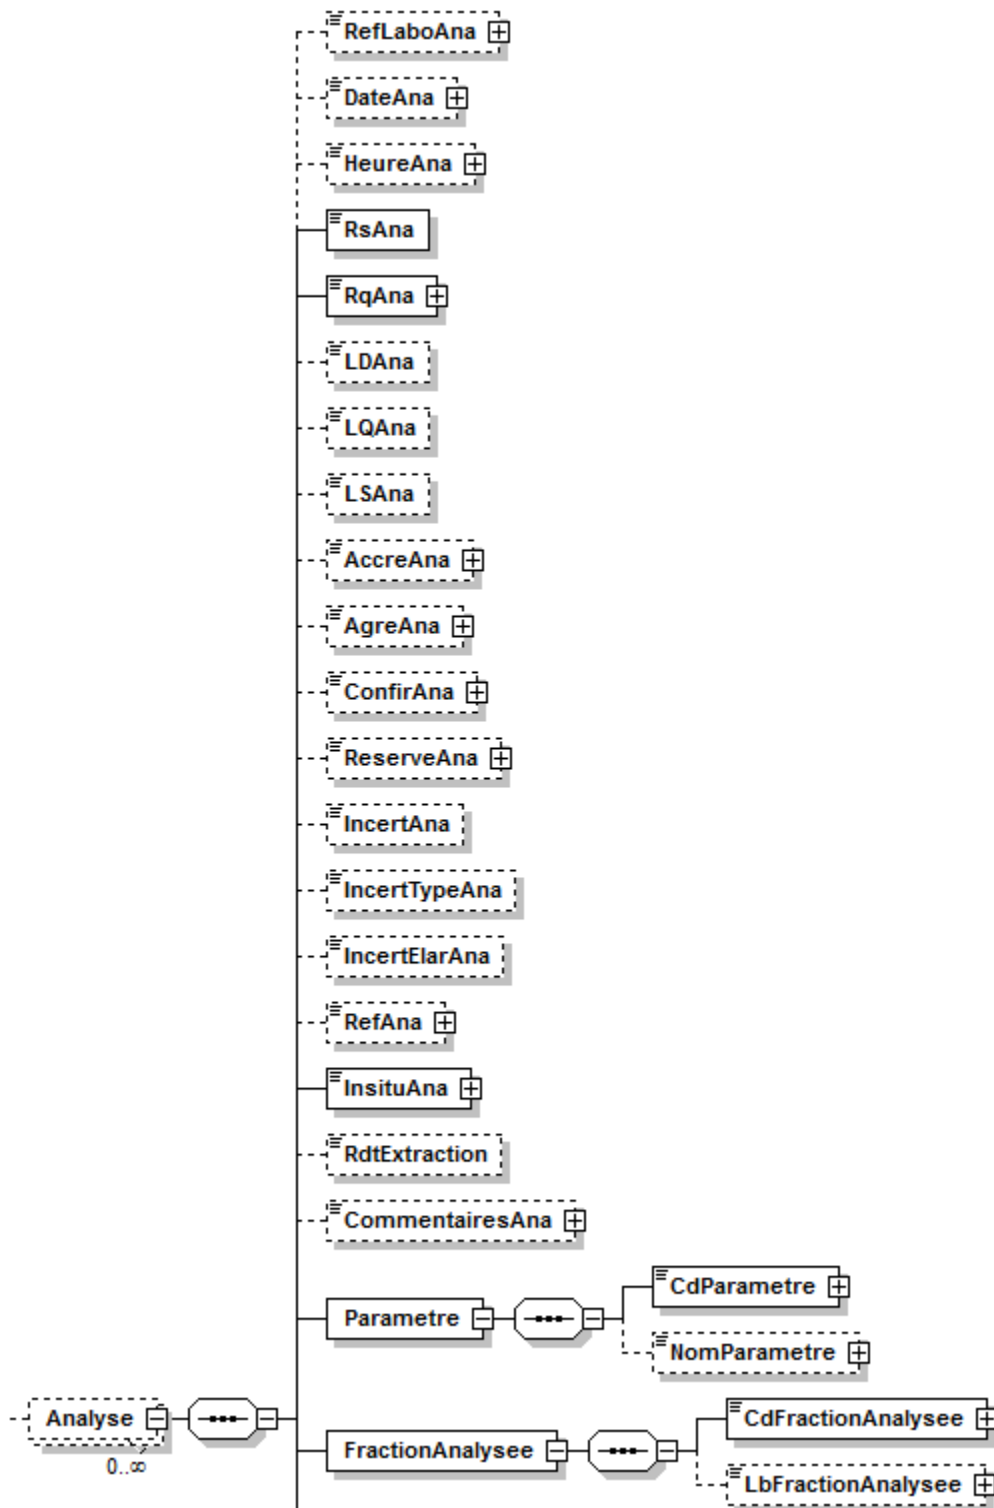 RefLaboAna
DateAna
HeureAna
RsAna
RqAna
LDAna
LQAna
LSAna
AccreAna
AgreAna
ConfirAna
ReserveAna
IncertAna
IncertTypeAna
IncertElarAna
RefAna
InsituAna
RdtExtraction
CommentairesAna
CdParametre
Parametre
NomParametre
Analyse
0..∞
CdFractionAnalysee
FractionAnalysee
LbFractionAnalysee